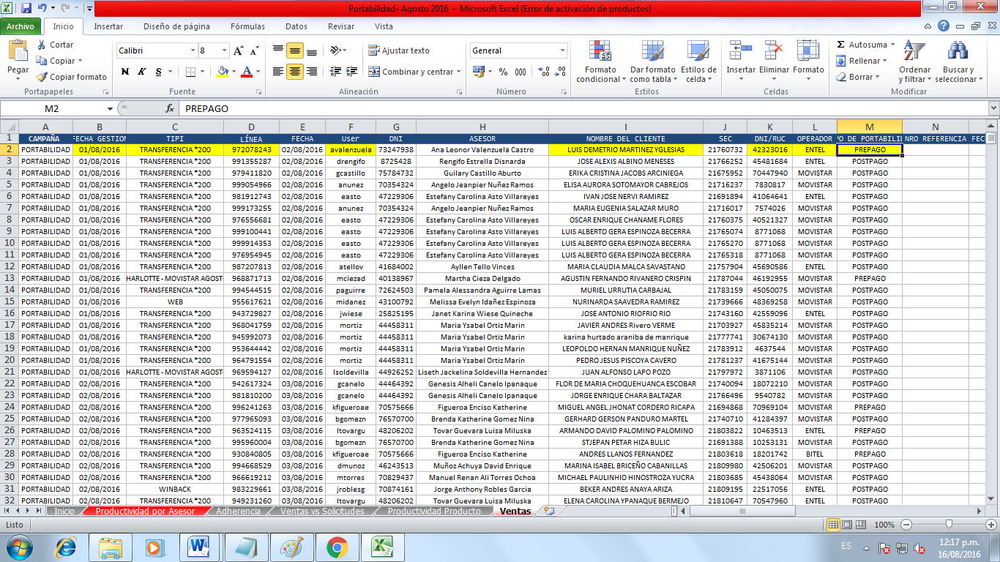 Portabilidad- Agosto 2016 - Microsoft Excel (Error de activación de productos)
Archivo Inicio Insertar Diseño de página Fórmulas Datos Revisar Vista
Pegar Cortar Copiar Copiar formato Portapapeles
Calibri 8 N K S Fuente
Ajustar texto Combinar y centrar Alineación
General % 000 Número
Formato condicional Dar formato como tabla Estilos de celda Estilos
Insertar Eliminar Formato Celdas
Autosuma Rellenar Borrar Ordenar y filtrar Buscar y seleccionar Modificar
M2 fx PREPAGO
A B C D E F G H I J K L M N
1 CAMPAÑA FECHA GESTION TIPI LÍNEA FECHA User DNI ASESOR NOMBRE DEL CLIENTE SEC DNI/RUC OPERADOR PO DE PORTABILI NRO REFERENCIA FEC
2 PORTABILIDAD 01/08/2016 TRANSFERENCIA *200 972078243 02/08/2016 avalenzuela 73247938 Ana Leonor Valenzuela Castro LUIS DEMETRIO MARTINEZ YGLESIAS 21760732 42323016 ENTEL PREPAGO
3 PORTABILIDAD 01/08/2016 TRANSFERENCIA *200 991355287 02/08/2016 drengifo 8725428 Rengifo Estrella Disnarda JOSE ALEXIS ALBINO MENESES 21766252 45481684 ENTEL POSTPAGO
4 PORTABILIDAD 01/08/2016 TRANSFERENCIA *200 979411820 02/08/2016 gcastillo 75784732 Guilary Castillo Aburto ERIKA CRISTINA JACOBS ARCINIEGA 21675952 70447940 MOVISTAR POSTPAGO
5 PORTABILIDAD 01/08/2016 TRANSFERENCIA *200 999054966 02/08/2016 anunez 70354324 Angelo Jeanpier Nuñez Ramos ELISA AURORA SOTOMAYOR CABREJOS 21716237 7830817 MOVISTAR POSTPAGO
6 PORTABILIDAD 01/08/2016 TRANSFERENCIA *200 981912743 02/08/2016 easto 47229306 Estefany Carolina Asto Villareyes IVAN JOSE NERVI RAMIREZ 21691894 41064641 ENTEL POSTPAGO
7 PORTABILIDAD 01/08/2016 TRANSFERENCIA *200 999173255 02/08/2016 anunez 70354324 Angelo Jeanpier Nuñez Ramos MARIA EUGENIA SALAZAR MURO 21716017 7574026 MOVISTAR POSTPAGO
8 PORTABILIDAD 01/08/2016 TRANSFERENCIA *200 976556681 02/08/2016 easto 47229306 Estefany Carolina Asto Villareyes OSCAR ENRIQUE CHANAME FLORES 21760375 40521327 MOVISTAR POSTPAGO
9 PORTABILIDAD 01/08/2016 TRANSFERENCIA *200 999100441 02/08/2016 easto 47229306 Estefany Carolina Asto Villareyes LUIS ALBERTO GERA ESPINOZA BECERRA 21765074 8771068 MOVISTAR POSTPAGO
10 PORTABILIDAD 01/08/2016 TRANSFERENCIA *200 999914353 02/08/2016 easto 47229306 Estefany Carolina Asto Villareyes LUIS ALBERTO GERA ESPINOZA BECERRA 21765270 8771068 MOVISTAR POSTPAGO
11 PORTABILIDAD 01/08/2016 TRANSFERENCIA *200 976954945 02/08/2016 easto 47229306 Estefany Carolina Asto Villareyes LUIS ALBERTO GERA ESPINOZA BECERRA 21765318 8771068 MOVISTAR POSTPAGO
12 PORTABILIDAD 01/08/2016 TRANSFERENCIA *200 987207813 02/08/2016 atellov 41684002 Ayllen Tello Vinces MARIA CLAUDIA MALCA SAVASTANO 21757904 45690586 ENTEL POSTPAGO
13 PORTABILIDAD 01/08/2016 HARLOTTE - MOVISTAR AGOST 968871713 02/08/2016 mciezad 40138967 Martha Cieza Delgado AGUSTIN FERNANDO RIVANERO CRISPIN 21787044 46192955 MOVISTAR PREPAGO
14 PORTABILIDAD 01/08/2016 TRANSFERENCIA *200 994544515 02/08/2016 paguirre 72624503 Pamela Alessandra Aguirre Lamas MURIEL URRUTIA CARBAJAL 21783159 45050075 MOVISTAR POSTPAGO
15 PORTABILIDAD 01/08/2016 WEB 955617621 02/08/2016 midanez 43100792 Melissa Evelyn Idañez Espinoza NURINARDA SAAVEDRA RAMIREZ 21739666 48369258 MOVISTAR POSTPAGO
16 PORTABILIDAD 01/08/2016 TRANSFERENCIA *200 943729827 02/08/2016 jwiese 25825195 Janet Karina Wiese Quineche JOSE ANTONIO RIOFRIO RIO 21743160 42559096 ENTEL POSTPAGO
17 PORTABILIDAD 01/08/2016 TRANSFERENCIA *200 968041759 02/08/2016 mortiz 44458311 Maria Ysabel Ortiz Marin JAVIER ANDRES Rivero VERME 21703927 45835214 MOVISTAR POSTPAGO
18 PORTABILIDAD 01/08/2016 TRANSFERENCIA *200 945992073 02/08/2016 mortiz 44458311 Maria Ysabel Ortiz Marin karina hurtado araniba de manrique 21777741 30674130 MOVISTAR POSTPAGO
19 PORTABILIDAD 01/08/2016 TRANSFERENCIA *200 953644442 02/08/2016 mortiz 44458311 Maria Ysabel Ortiz Marin LEOPOLDO HERNAN MANRIQUE NUÑEZ 21783912 4637544 MOVISTAR POSTPAGO
20 PORTABILIDAD 01/08/2016 TRANSFERENCIA *200 964791554 02/08/2016 mortiz 44458311 Maria Ysabel Ortiz Marin PEDRO JESUS PISCOYA CAVERO 21781237 41675144 MOVISTAR POSTPAGO
21 PORTABILIDAD 01/08/2016 HARLOTTE - MOVISTAR AGOST 969594127 02/08/2016 lsoldevilla 44926252 Liseth Jackelina Soldevilla Hernandez JUAN ALFONSO LAPO POZO 21797972 3871106 MOVISTAR POSTPAGO
22 PORTABILIDAD 02/08/2016 TRANSFERENCIA *200 942617324 03/08/2016 gcanelo 44464392 Genesis Alheli Canelo Ipanaque FLOR DE MARIA CHOQUEHUANCA ESCOBAR 21740094 18072210 MOVISTAR POSTPAGO
23 PORTABILIDAD 02/08/2016 TRANSFERENCIA *200 981810200 03/08/2016 gcanelo 44464392 Genesis Alheli Canelo Ipanaque JORGE ENRIQUE CHARA BALTAZAR 21766496 9540782 MOVISTAR POSTPAGO
24 PORTABILIDAD 02/08/2016 TRANSFERENCIA *200 996241263 03/08/2016 kfigueroae 70575666 Figueroa Enciso Katherine MIGUEL ANGEL JHONAT CORDERO RICAPA 21694868 70969104 MOVISTAR PREPAGO
25 PORTABILIDAD 02/08/2016 TRANSFERENCIA *200 977965093 03/08/2016 bgomezn 76570700 Brenda Katherine Gomez Nina GERHARD GERSON PANDURO MARTEL 21740710 41284397 MOVISTAR POSTPAGO
26 PORTABILIDAD 02/08/2016 TRANSFERENCIA *200 963524115 03/08/2016 ltovargu 48206202 Tovar Guevara Luisa Miluska ARMANDO DAVID PALOMINO PALOMINO 21803822 10463513 ENTEL PREPAGO
27 PORTABILIDAD 02/08/2016 TRANSFERENCIA *200 995960004 03/08/2016 bgomezn 76570700 Brenda Katherine Gomez Nina STJEPAN PETAR HIZA BULIC 21691388 10253131 MOVISTAR POSTPAGO
28 PORTABILIDAD 02/08/2016 TRANSFERENCIA *200 930840805 03/08/2016 kfigueroae 70575666 Figueroa Enciso Katherine ANDRES LLANOS FERNANDEZ 21803618 18201742 BITEL PREPAGO
29 PORTABILIDAD 02/08/2016 TRANSFERENCIA *200 994668529 03/08/2016 dmunoz 46243513 Muñoz Achuya David Enrique MARINA ISABEL BRICEÑO CABANILLAS 21809980 42506201 MOVISTAR POSTPAGO
30 PORTABILIDAD 02/08/2016 TRANSFERENCIA *200 966619212 03/08/2016 mtorres 70829437 Manuel Renan Ali Torres Ochoa MICHAEL PAULINHIO HINOSTROZA YUCRA 21803685 45438064 MOVISTAR POSTPAGO
31 PORTABILIDAD 02/08/2016 WINBACK 983229661 03/08/2016 jroblesg 70874161 Jorge Anthony Robles Garcia BEKER ANDRES ANAYA ARIZA 21809195 22517056 ENTEL POSTPAGO
32 PORTABILIDAD 02/08/2016 TRANSFERENCIA *200 949231260 03/08/2016 ltovargu 48206202 Tovar Guevara Luisa Miluska ELENA CAROLINA YPANAQUE BERMEJO 21810647 70547960 ENTEL POSTPAGO
Inicio Productividad por Asesor Adherencia Ventas vs Solicitudes Productividad Producto Ventas
Listo 100%
ES 12:17 p.m.
16/08/2016